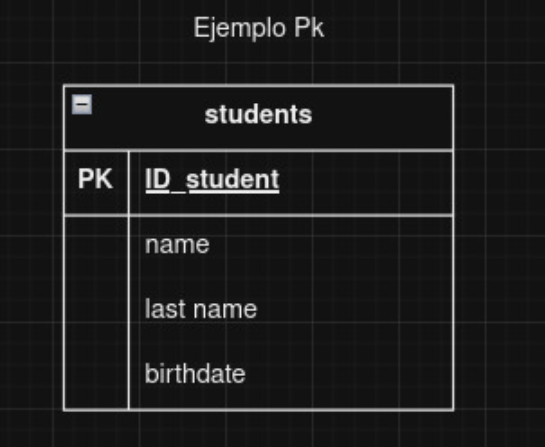 Ejemplo Pk
students
PK ID_student
name
last name
birthdate